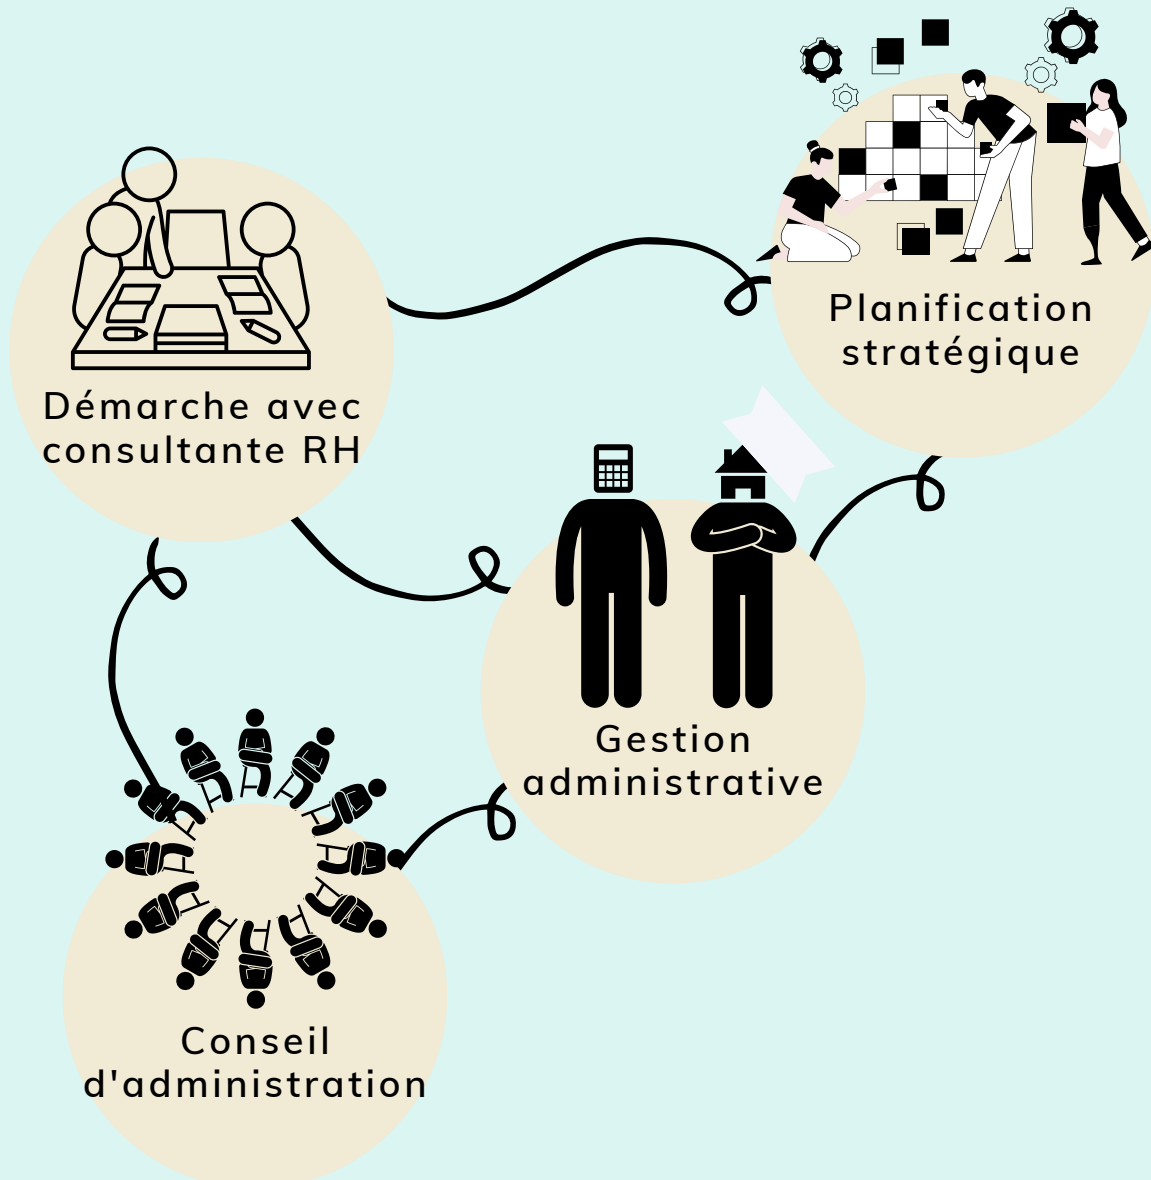 Planification
stratégique
Démarche avec
consultante RH
Gestion
administrative
Conseil
d'administration